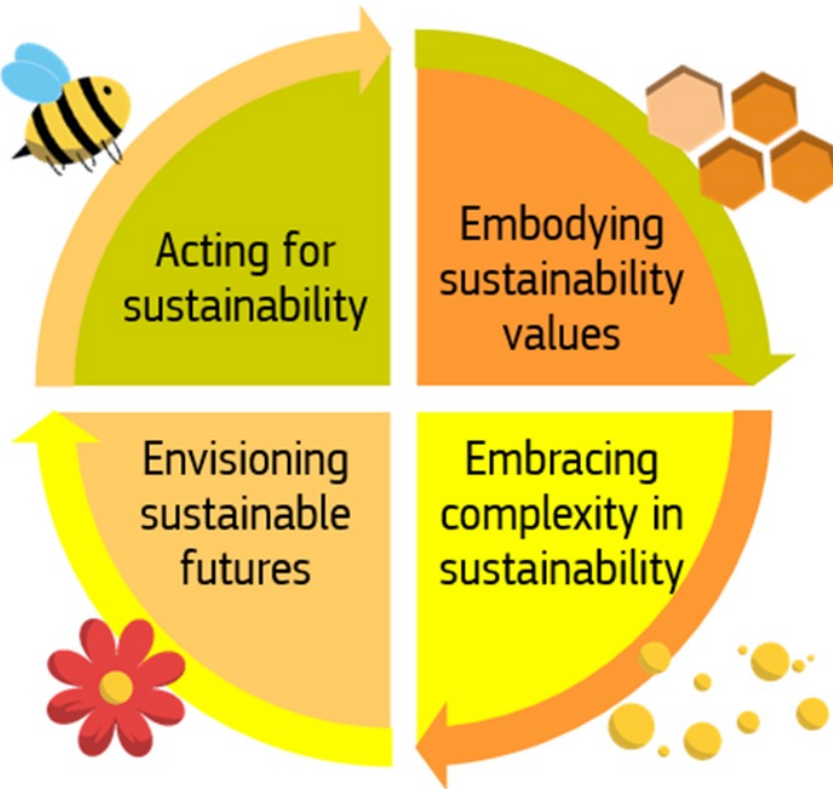 Acting for
sustainability
Embodying
sustainability
values
Envisioning
sustainable
futures
Embracing
complexity in
sustainability